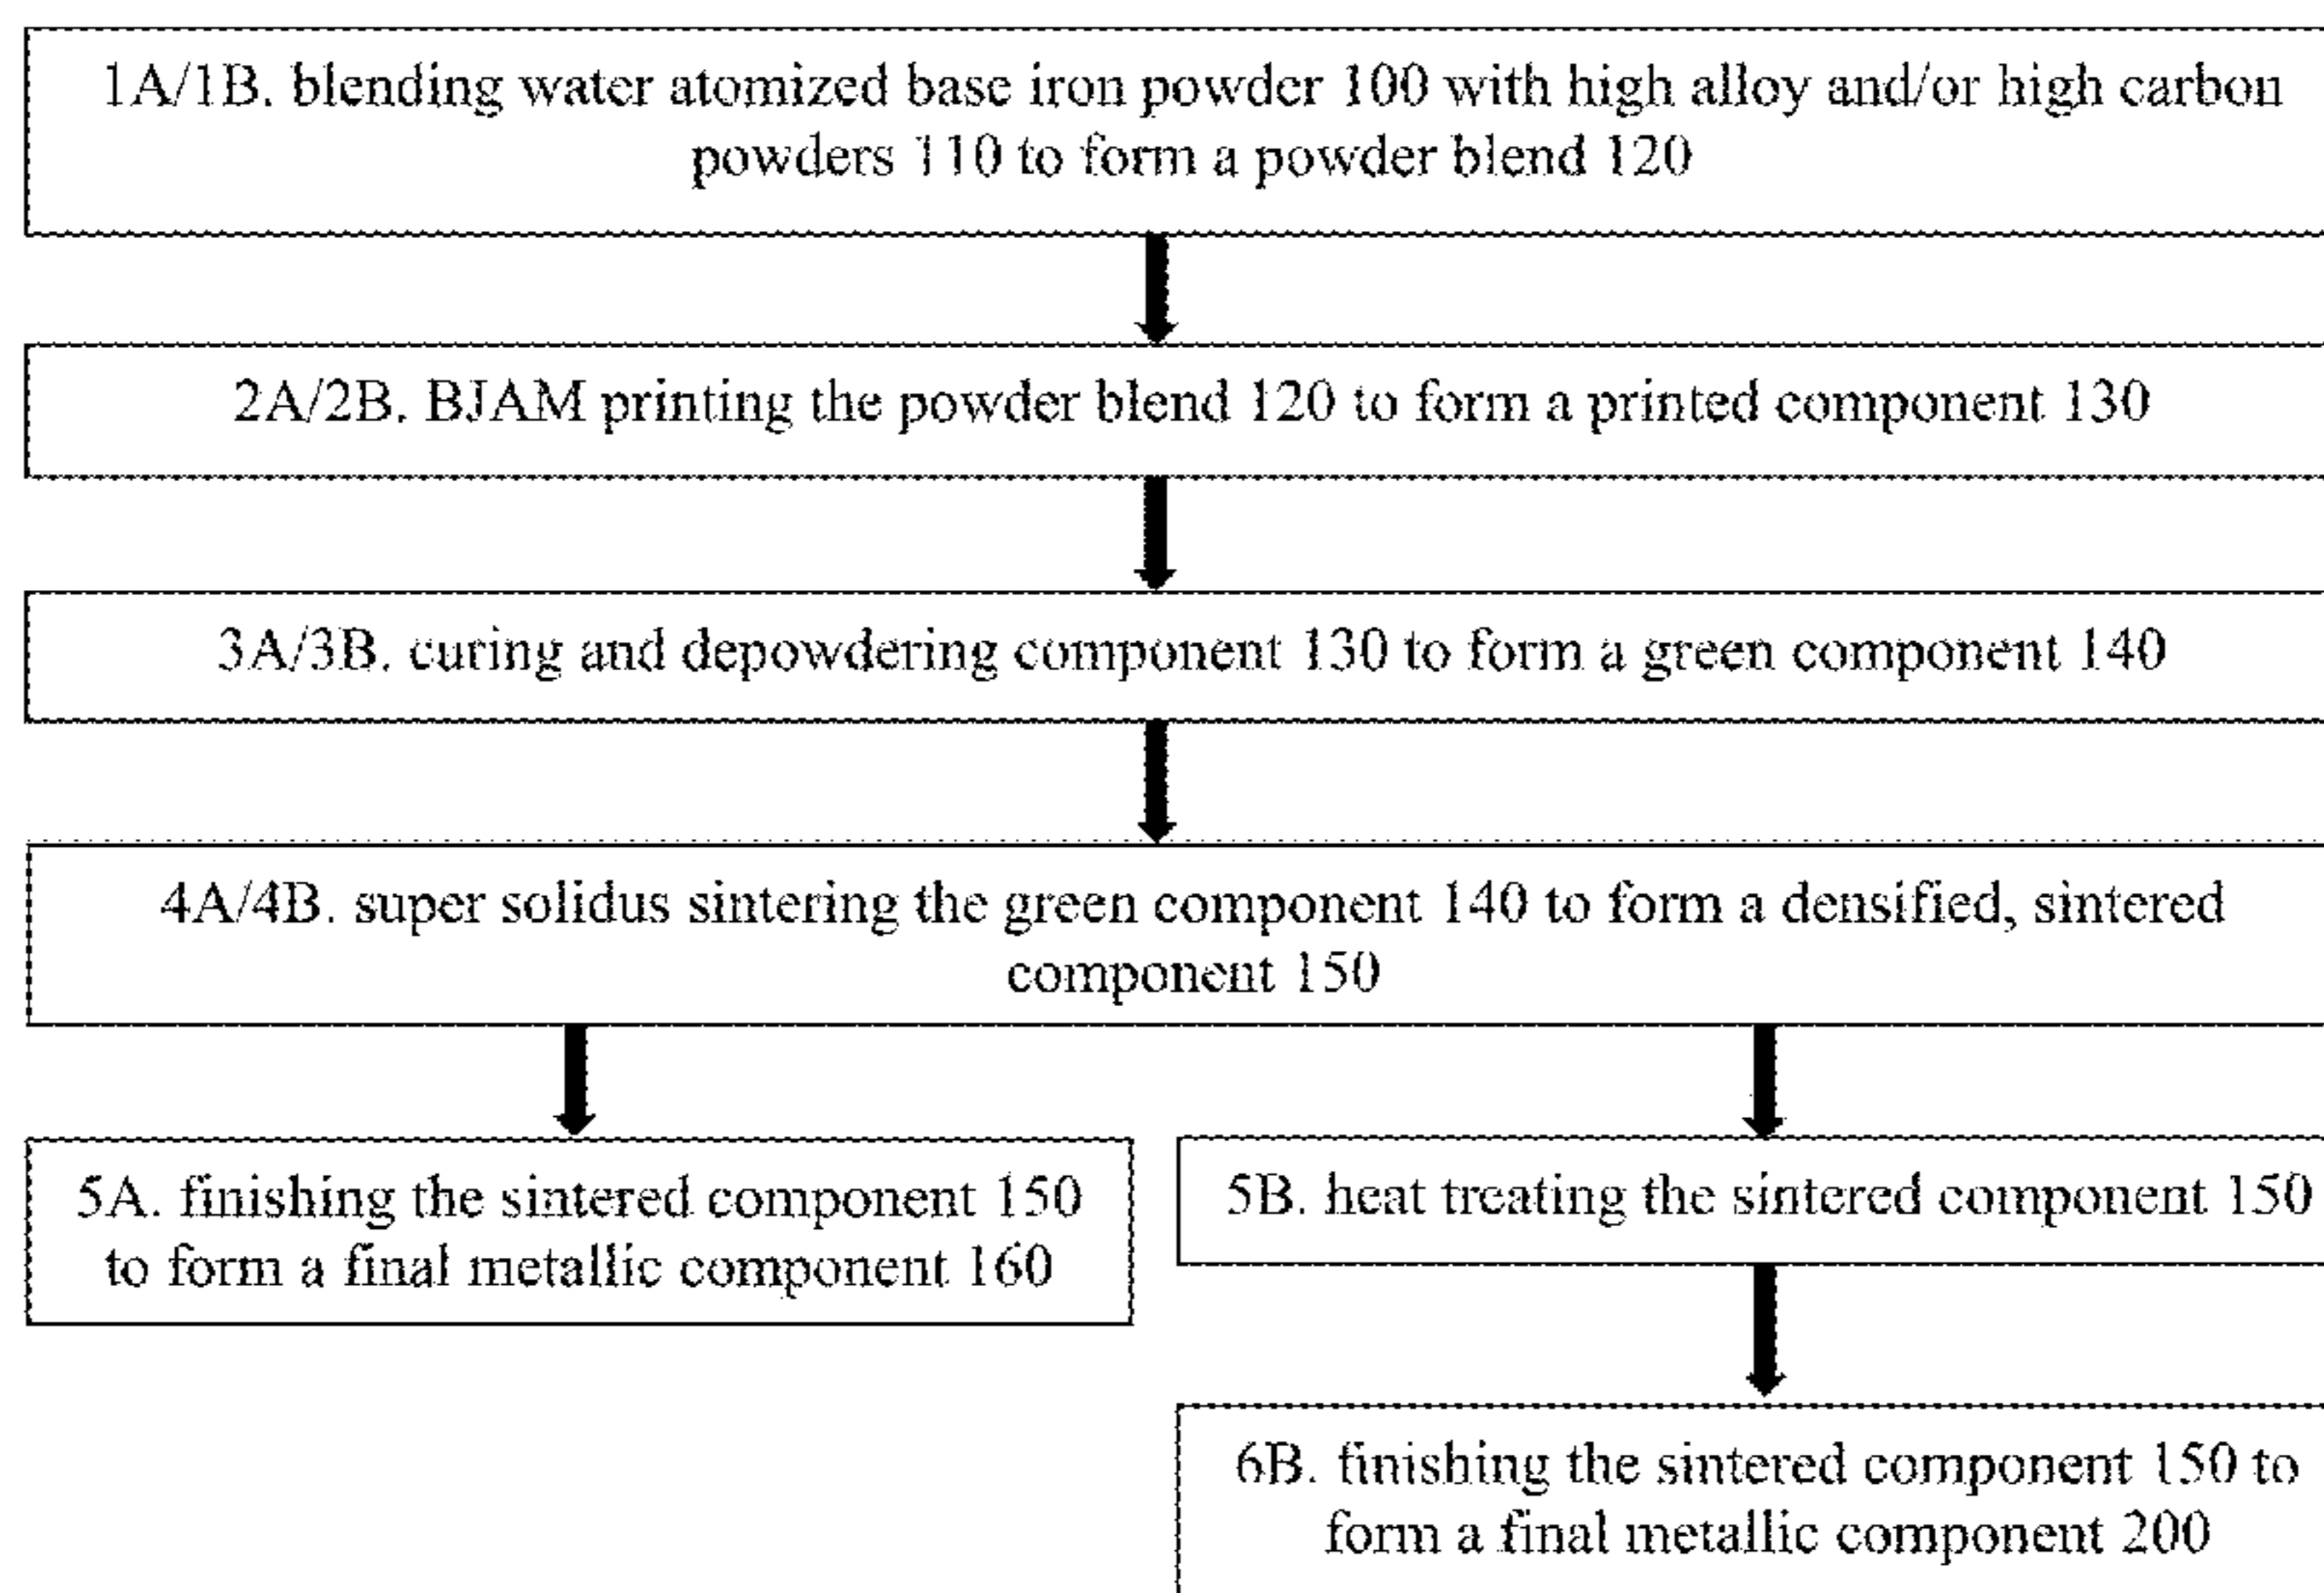 1A/1B. blending water atomized base iron powder 100 with high alloy and/or high carbon
powders 110 to form a powder blend 120
2A/2B. BJAM printing the powder blend 120 to form a printed component 130
3A/3B. curing and depowdering component 130 to form a green component 140
4A/4B. super solidus sintering the green component 140 to form a densified, sintered
component 150
5A. finishing the sintered component 150
to form a final metallic component 160
5B. heat treating the sintered component 150
6B. finishing the sintered component 150 to
form a final metallic component 200